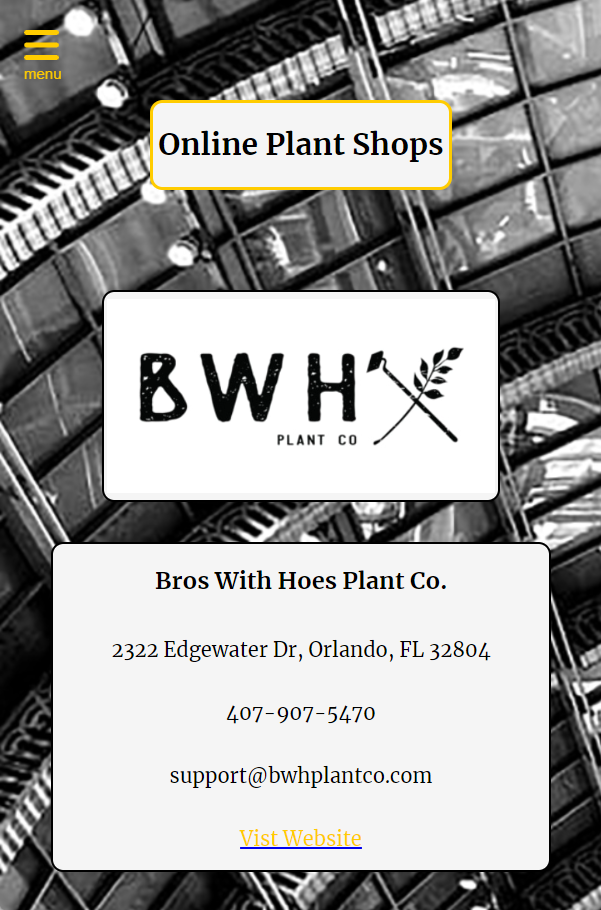 menu
Online Plant Shops
BWH
PLANT CO
Bros With Hoes Plant Co.
2322 Edgewater Dr, Orlando, FL 32804
407-907-5470
support@bwhplantco.com
Vist Website